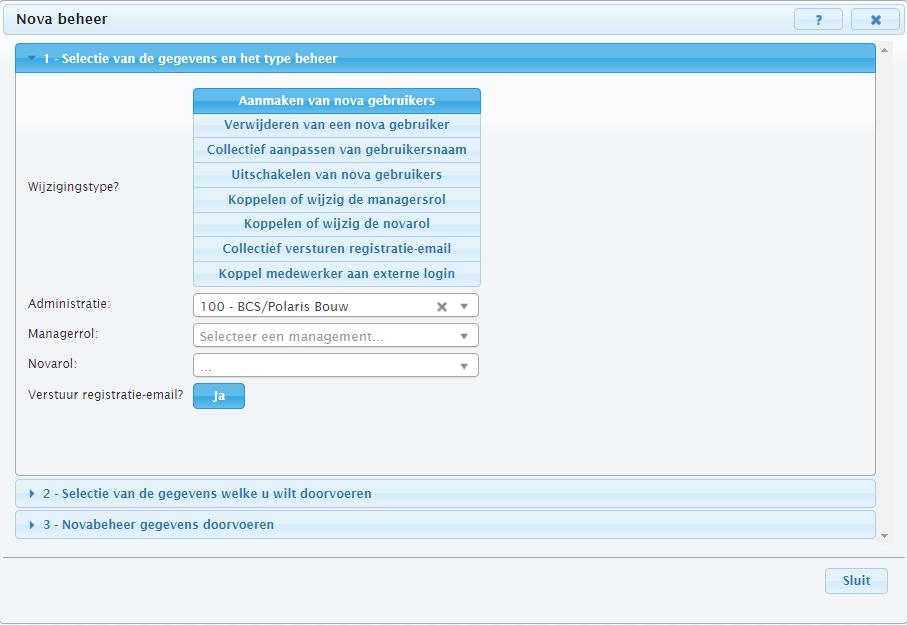 Nova beheer
?
1 - Selectie van de gegevens en het type beheer
Wijzigingstype?
Aanmaken van nova gebruikers
Verwijderen van een nova gebruiker
Collectief aanpassen van gebruikersnaam
Uitschakelen van nova gebruikers
Koppelen of wijzig de managersrol
Koppelen of wijzig de novarol
Collectief versturen registratie-email
Koppel medewerker aan externe login
Administratie: 100 - BCS/Polaris Bouw
Managerrol: Selecteer een management...
Novarol: ...
Verstuur registratie-email? Ja
2 - Selectie van de gegevens welke u wilt doorvoeren
3 - Novabeheer gegevens doorvoeren
Sluit